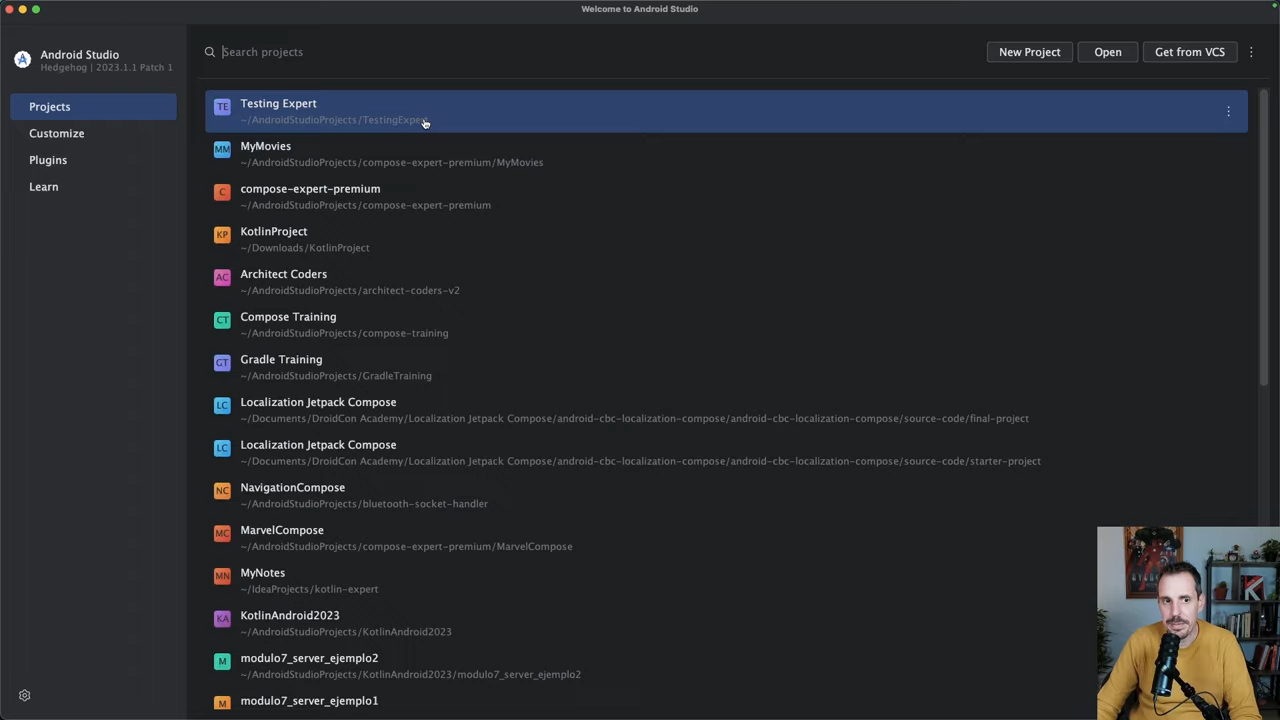 Welcome to Android Studio
Android Studio
Hedgehog | 2023.1.1 Patch 1
Search projects
New Project
Open
Get from VCS
Projects
Customize
Plugins
Learn
TE
Testing Expert
~/AndroidStudioProjects/TestingExpert
MM
MyMovies
~/AndroidStudioProjects/compose-expert-premium/MyMovies
C
compose-expert-premium
~/AndroidStudioProjects/compose-expert-premium
KP
KotlinProject
~/Downloads/KotlinProject
AC
Architect Coders
~/AndroidStudioProjects/architect-coders-v2
CT
Compose Training
~/AndroidStudioProjects/compose-training
GT
Gradle Training
~/AndroidStudioProjects/GradleTraining
LC
Localization Jetpack Compose
~/Documents/DroidCon Academy/Localization Jetpack Compose/android-cbc-localization-compose/android-cbc-localization-compose/source-code/final-project
LC
Localization Jetpack Compose
~/Documents/DroidCon Academy/Localization Jetpack Compose/android-cbc-localization-compose/android-cbc-localization-compose/source-code/starter-project
NC
NavigationCompose
~/AndroidStudioProjects/bluetooth-socket-handler
MC
MarvelCompose
~/AndroidStudioProjects/compose-expert-premium/MarvelCompose
MN
MyNotes
~/IdeaProjects/kotlin-expert
KA
KotlinAndroid2023
~/AndroidStudioProjects/KotlinAndroid2023
M
modulo7_server_ejemplo2
~/AndroidStudioProjects/KotlinAndroid2023/modulo7_server_ejemplo2
M
modulo7_server_ejemplo1